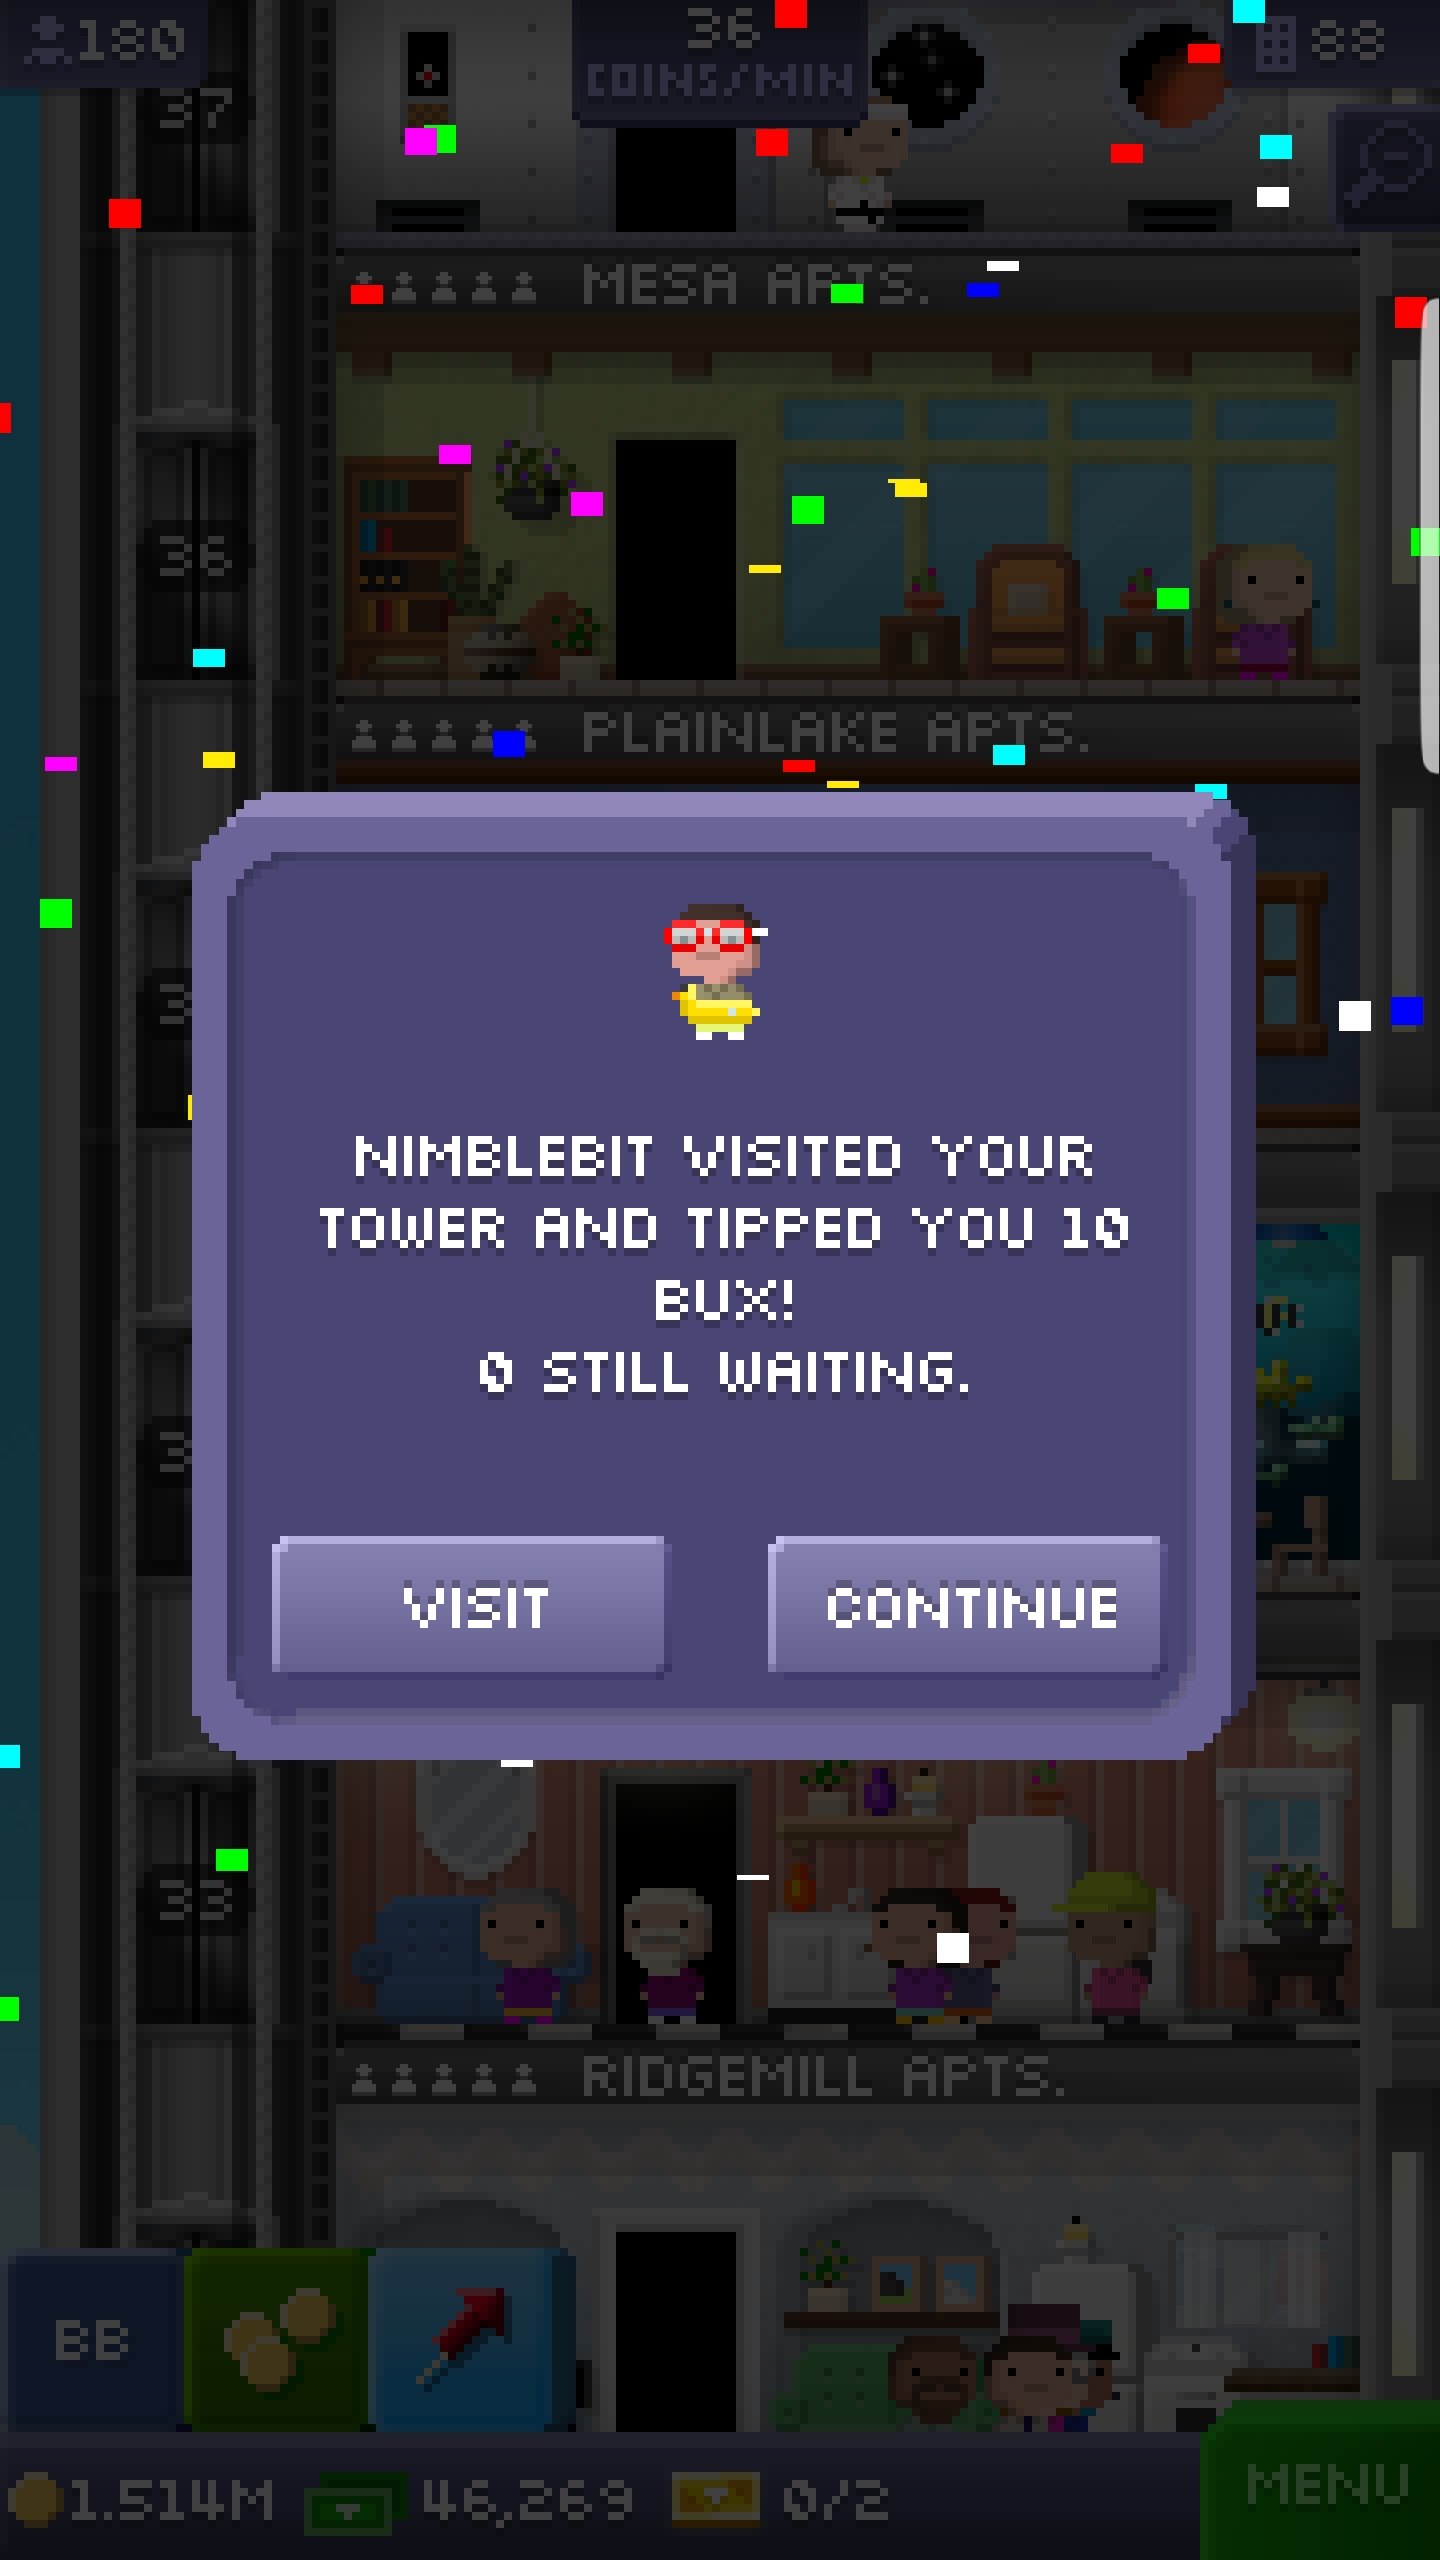 180
36
COINS/MIN
88
37
MESA APTS.
36
PLAINLAKE APTS.
NIMBLEBIT VISITED YOUR
TOWER AND TIPPED YOU 10
BUX!
0 STILL WAITING.
VISIT
CONTINUE
33
RIDGEMILL APTS.
BB
1.514M
46,269
0/2
MENU